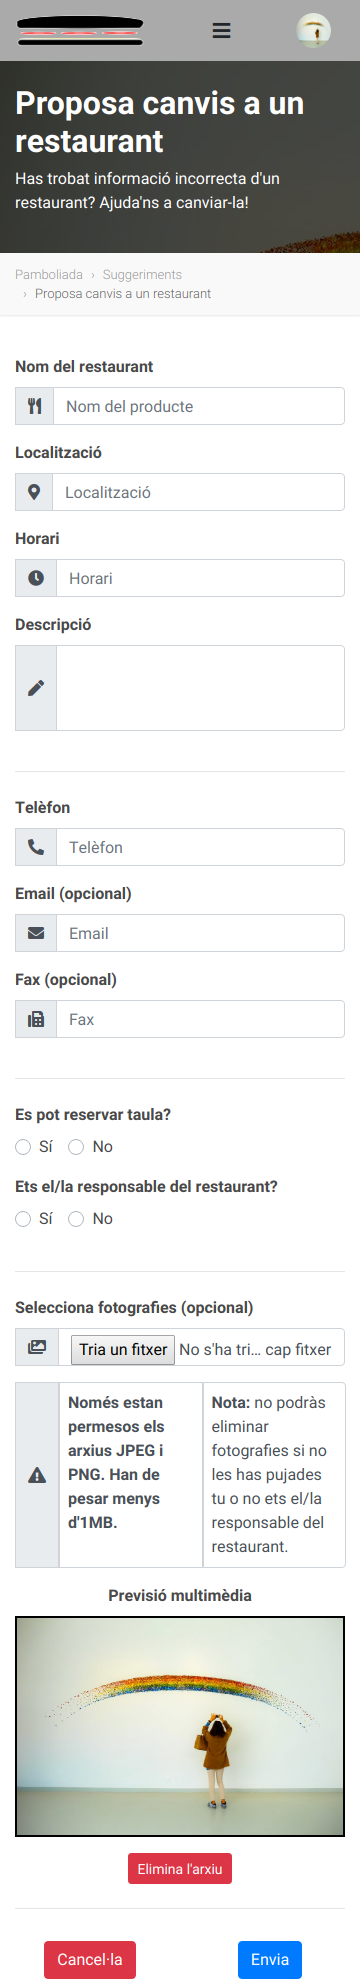 Proposa canvis a un
restaurant
Has trobat informació incorrecta d'un
restaurant? Ajuda'ns a canviar-la!
Pamboliada › Suggeriments
› Proposa canvis a un restaurant
Nom del restaurant
Nom del producte
Localització
Localització
Horari
Horari
Descripció
Telèfon
Telèfon
Email (opcional)
Email
Fax (opcional)
Fax
Es pot reservar taula?
Sí No
Ets el/la responsable del restaurant?
Sí No
Selecciona fotografies (opcional)
Tria un fitxer No s'ha tri... cap fitxer
Només estan
permesos els
arxius JPEG i
PNG. Han de
pesar menys
d'1MB.
Nota: no podràs
eliminar
fotografies si no
les has pujades
tu o no ets el/la
responsable del
restaurant.
Previsió multimèdia
Elimina l'arxiu
Cancel·la Envia